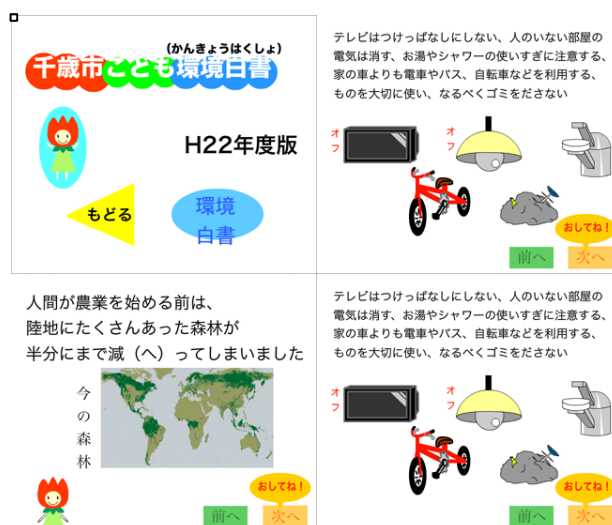 (かんきょうはくしょ)
千歳市こども環境白書
H22年度版
もどる
環境
白書
テレビはつけっぱなしにしない、人のいない部屋の
電気は消す、お湯やシャワーの使いすぎに注意する、
家の車よりも電車やバス、自転車などを利用する、
ものを大切に使い、なるべくゴミをださない
オフ
オフ
おしてね！
前へ
次へ
人間が農業を始める前は、
陸地にたくさんあった森林が
半分にまで減（へ）ってしまいました
今の森林
おしてね！
前へ
次へ
テレビはつけっぱなしにしない、人のいない部屋の
電気は消す、お湯やシャワーの使いすぎに注意する、
家の車よりも電車やバス、自転車などを利用する、
ものを大切に使い、なるべくゴミをださない
オフ
オフ
おしてね！
前へ
次へ